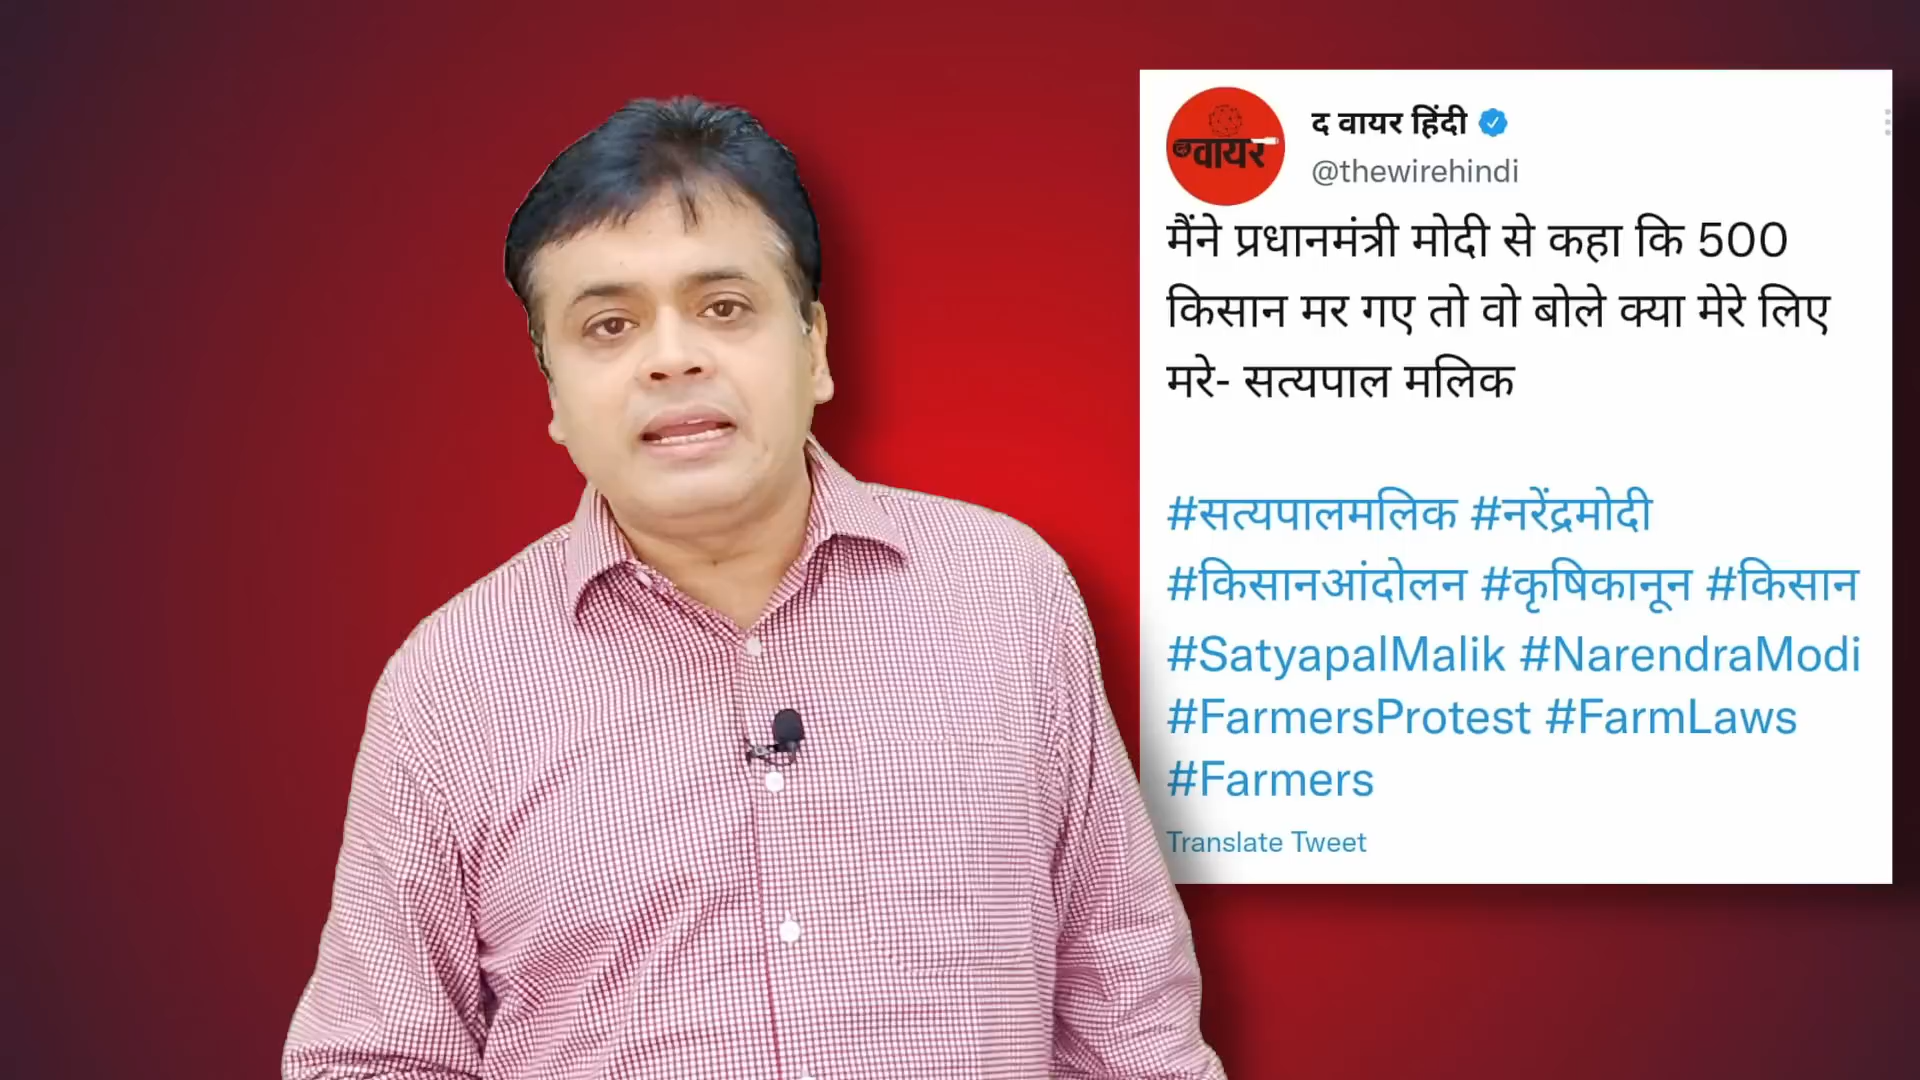 द वायर
द वायर हिंदी
@thewirehindi
मैंने प्रधानमंत्री मोदी से कहा कि 500
किसान मर गए तो वो बोले क्या मेरे लिए
मरे- सत्यपाल मलिक
#सत्यपालमलिक #नरेंद्रमोदी
#किसानआंदोलन #कृषिकानून #किसान
#SatyapalMalik #NarendraModi
#FarmersProtest #FarmLaws
#Farmers
Translate Tweet